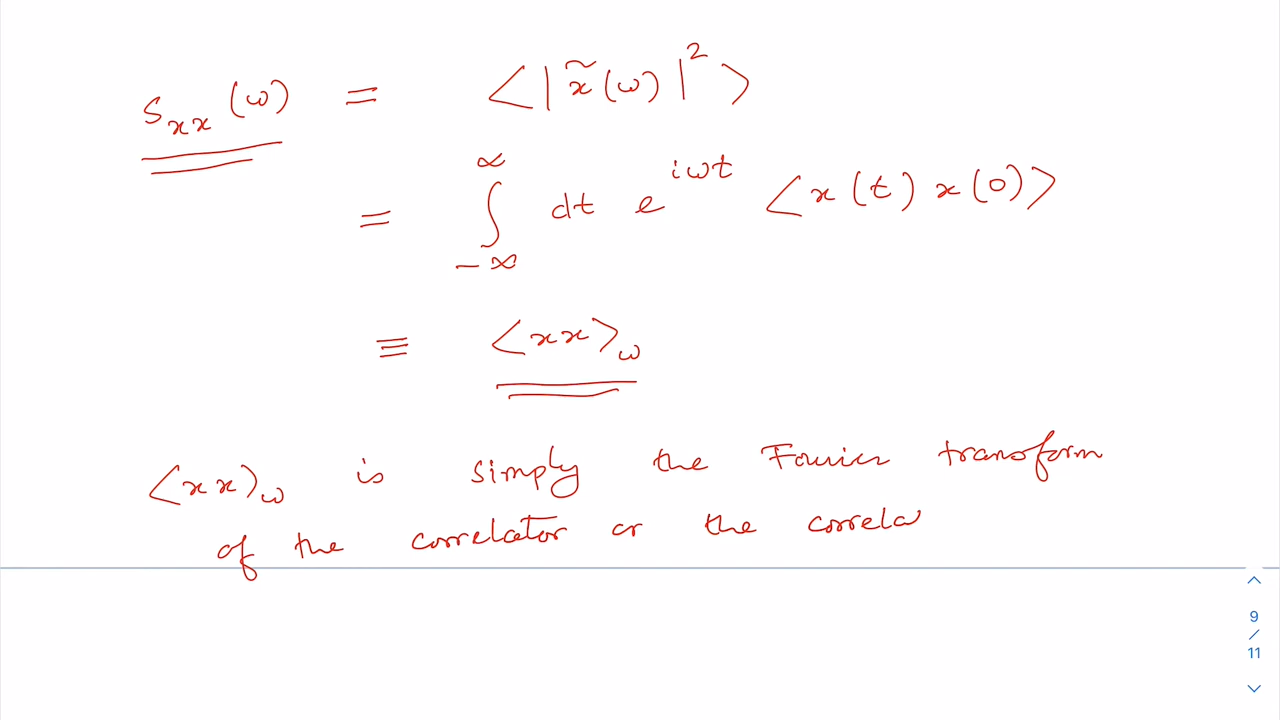 S_xx (ω) = ⟨|x̃(ω)|²⟩
= ∫_{-∞}^{∞} dt e^{iωt} ⟨x(t) x(0)⟩
≡ ⟨xx⟩_ω
⟨xx⟩_ω is simply the Fourier transform
of the correlator or the correla
9
/
11